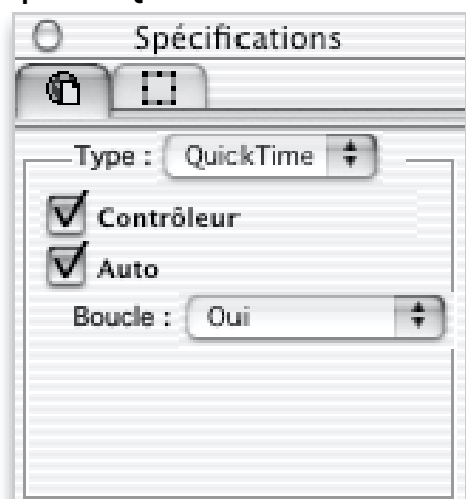 Spécifications
Type : QuickTime
Contrôleur
Auto
Boucle : Oui